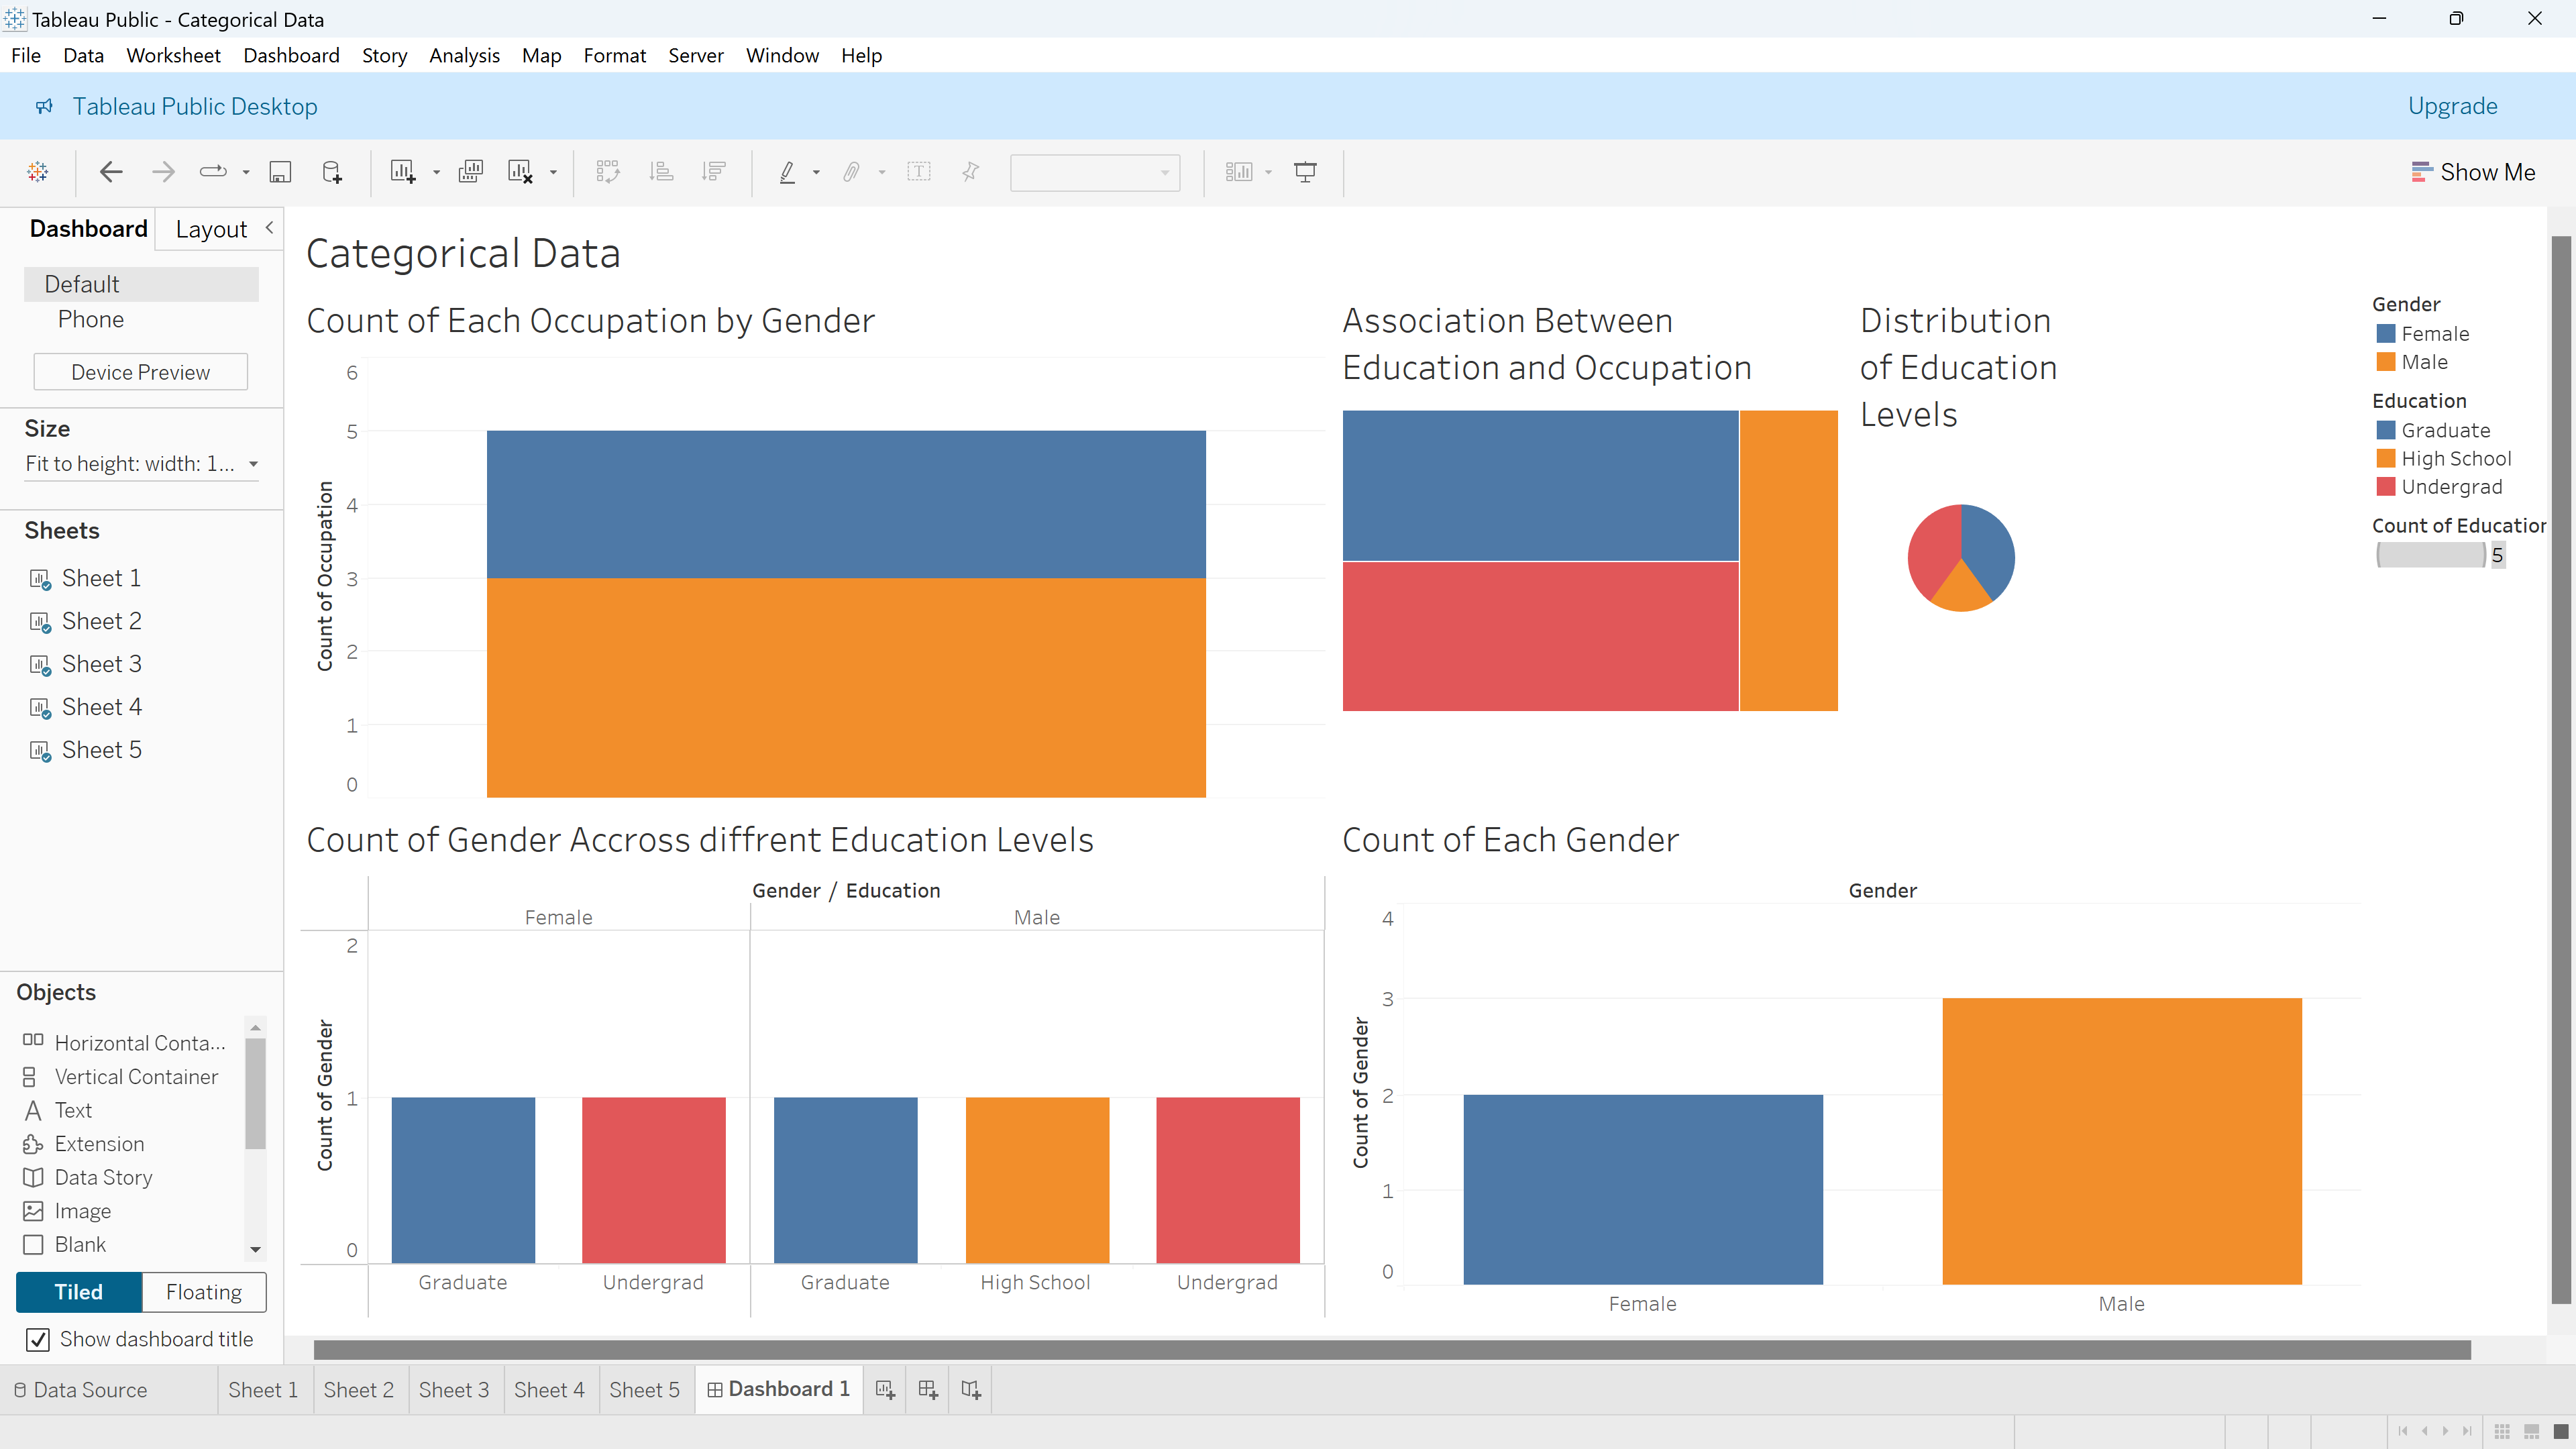 Tableau Public - Categorical Data
File Data Worksheet Dashboard Story Analysis Map Format Server Window Help
Tableau Public Desktop
Upgrade
Show Me
Dashboard Layout
Default
Phone
Device Preview
Size
Fit to height: width: 1...
Sheets
Sheet 1
Sheet 2
Sheet 3
Sheet 4
Sheet 5
Objects
Horizontal Conta...
Vertical Container
Text
Extension
Data Story
Image
Blank
Tiled Floating
Show dashboard title
Categorical Data
Count of Each Occupation by Gender
Count of Occupation
6
5
4
3
2
1
0
Association Between
Education and Occupation
Distribution
of Education
Levels
Gender
Female
Male
Education
Graduate
High School
Undergrad
Count of Education
5
Count of Gender Accross diffrent Education Levels
Gender / Education
Female Male
Count of Gender
2
1
0
Graduate Undergrad Graduate High School Undergrad
Count of Each Gender
Gender
Count of Gender
4
3
2
1
0
Female Male
Data Source Sheet 1 Sheet 2 Sheet 3 Sheet 4 Sheet 5 Dashboard 1